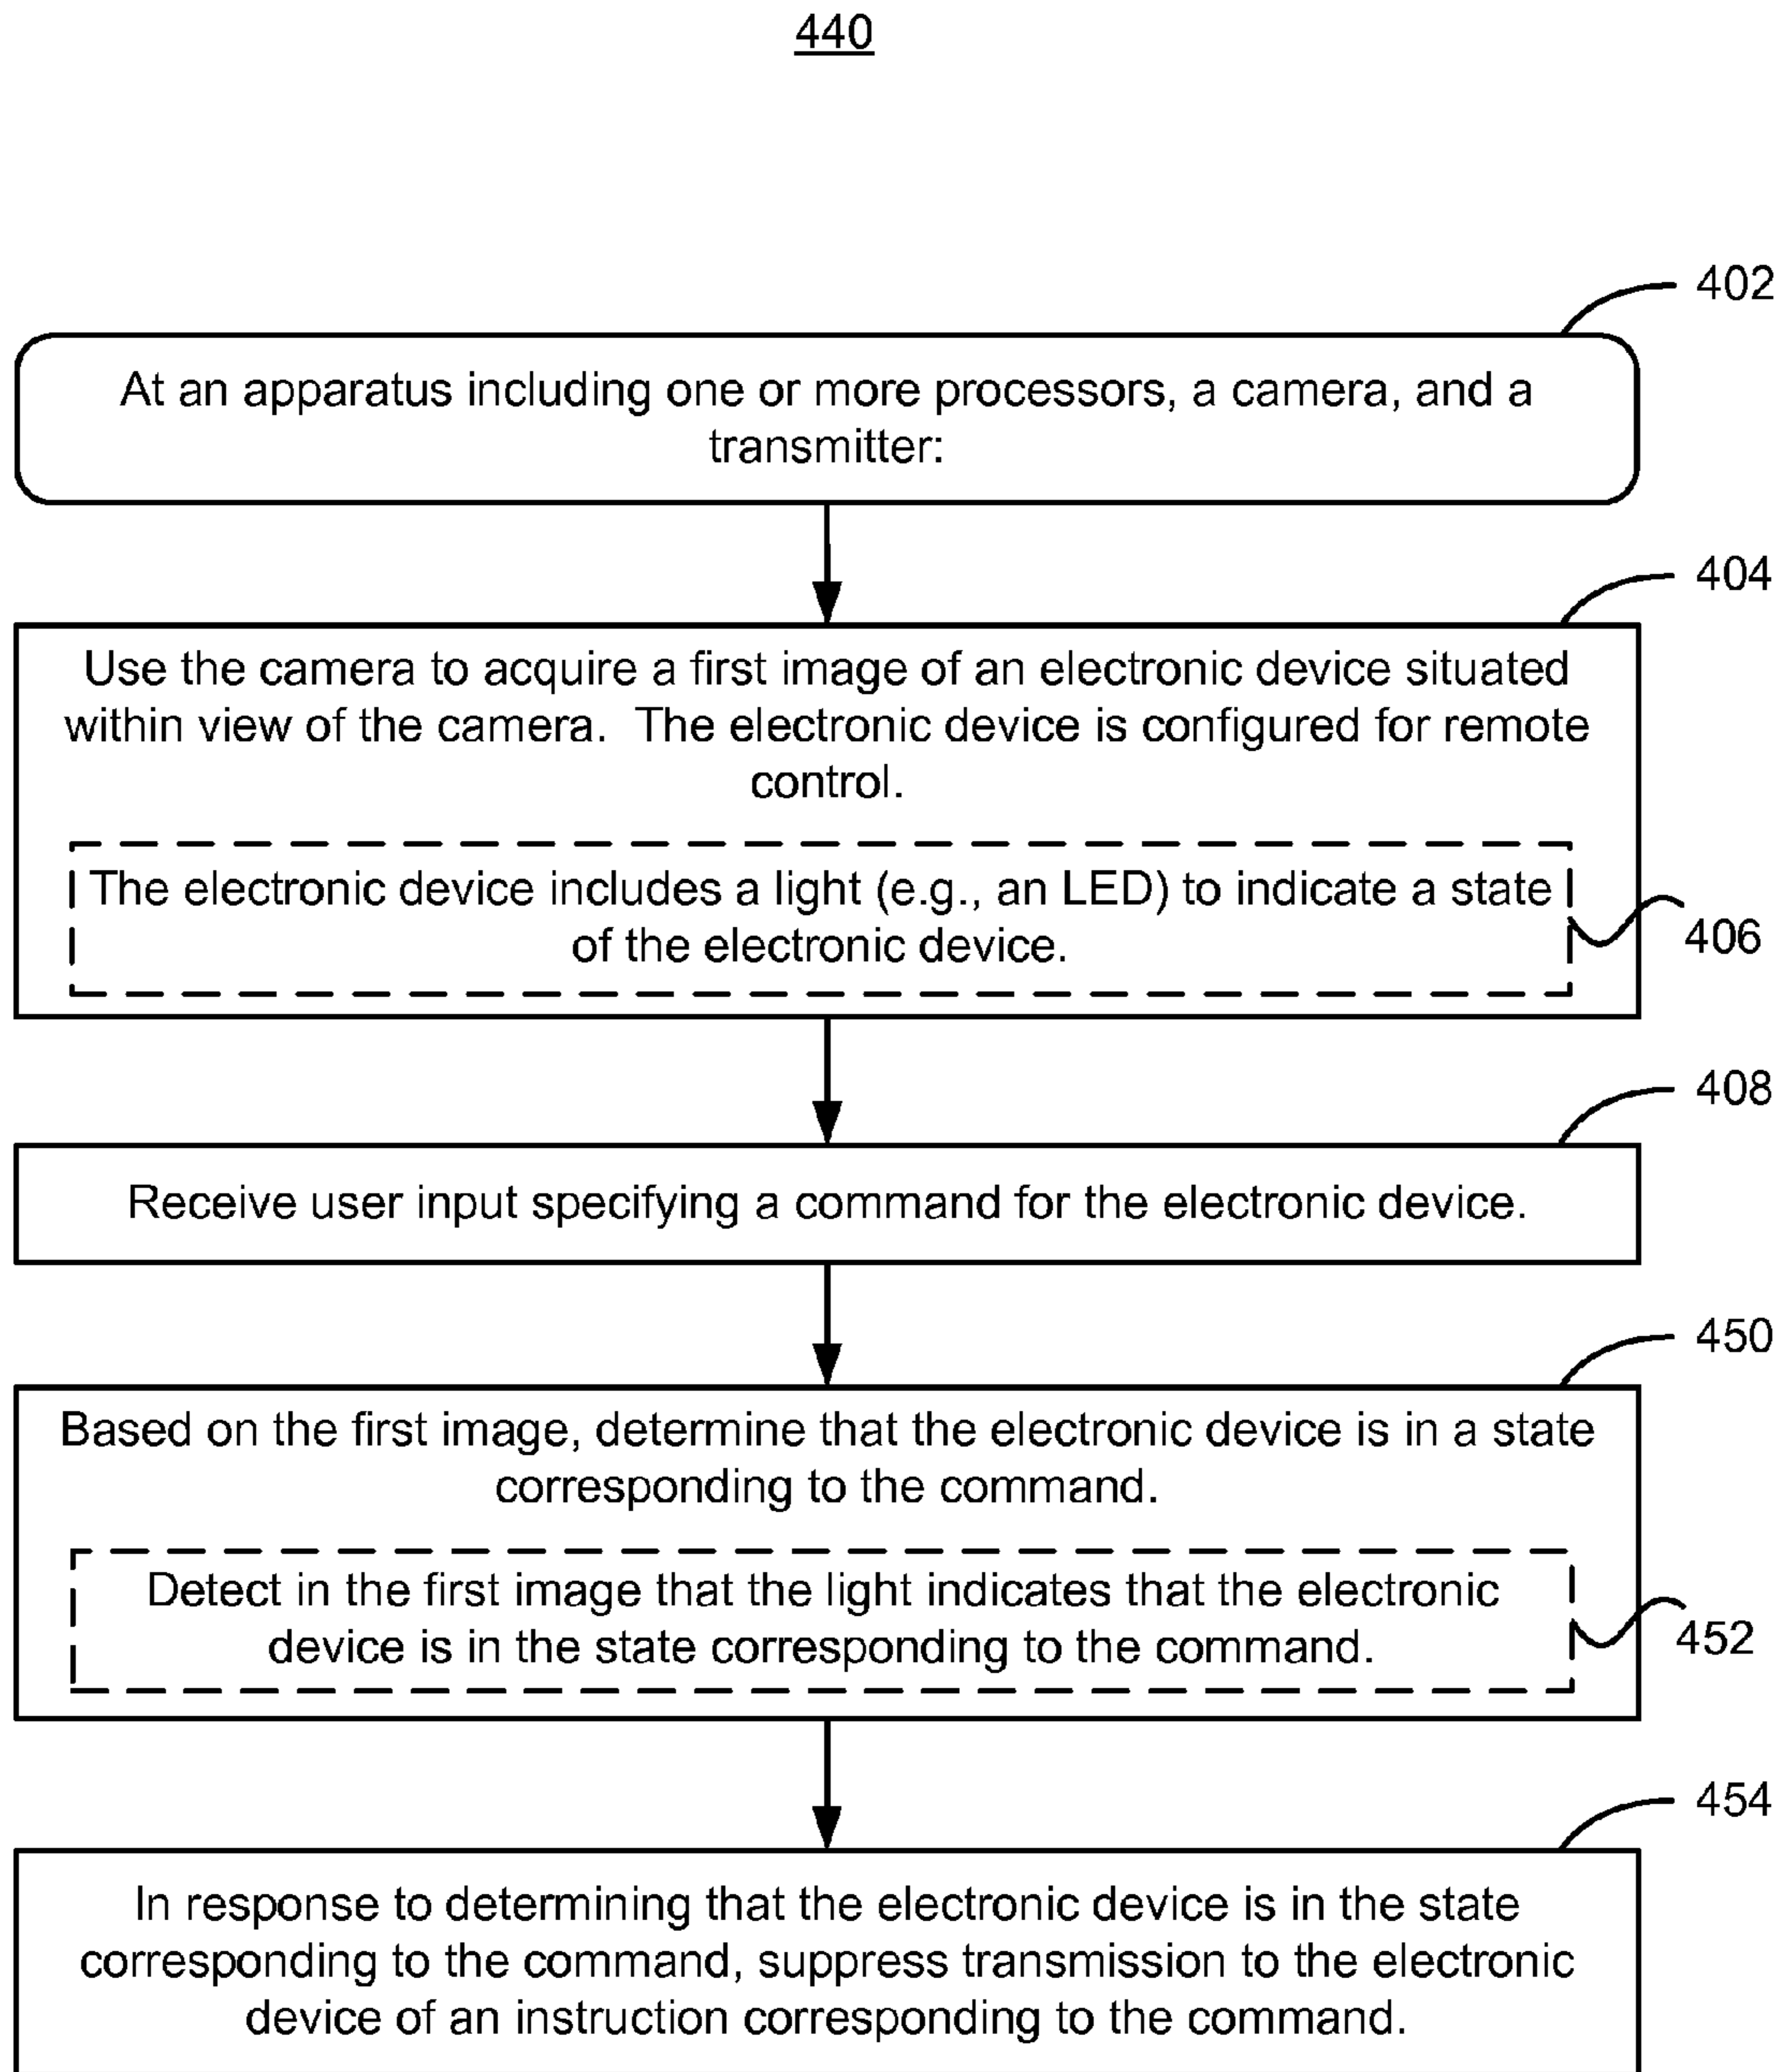 440
402
At an apparatus including one or more processors, a camera, and a
transmitter:
404
Use the camera to acquire a first image of an electronic device situated
within view of the camera.  The electronic device is configured for remote
control.
The electronic device includes a light (e.g., an LED) to indicate a state
of the electronic device.
406
408
Receive user input specifying a command for the electronic device.
450
Based on the first image, determine that the electronic device is in a state
corresponding to the command.
Detect in the first image that the light indicates that the electronic
device is in the state corresponding to the command.
452
454
In response to determining that the electronic device is in the state
corresponding to the command, suppress transmission to the electronic
device of an instruction corresponding to the command.